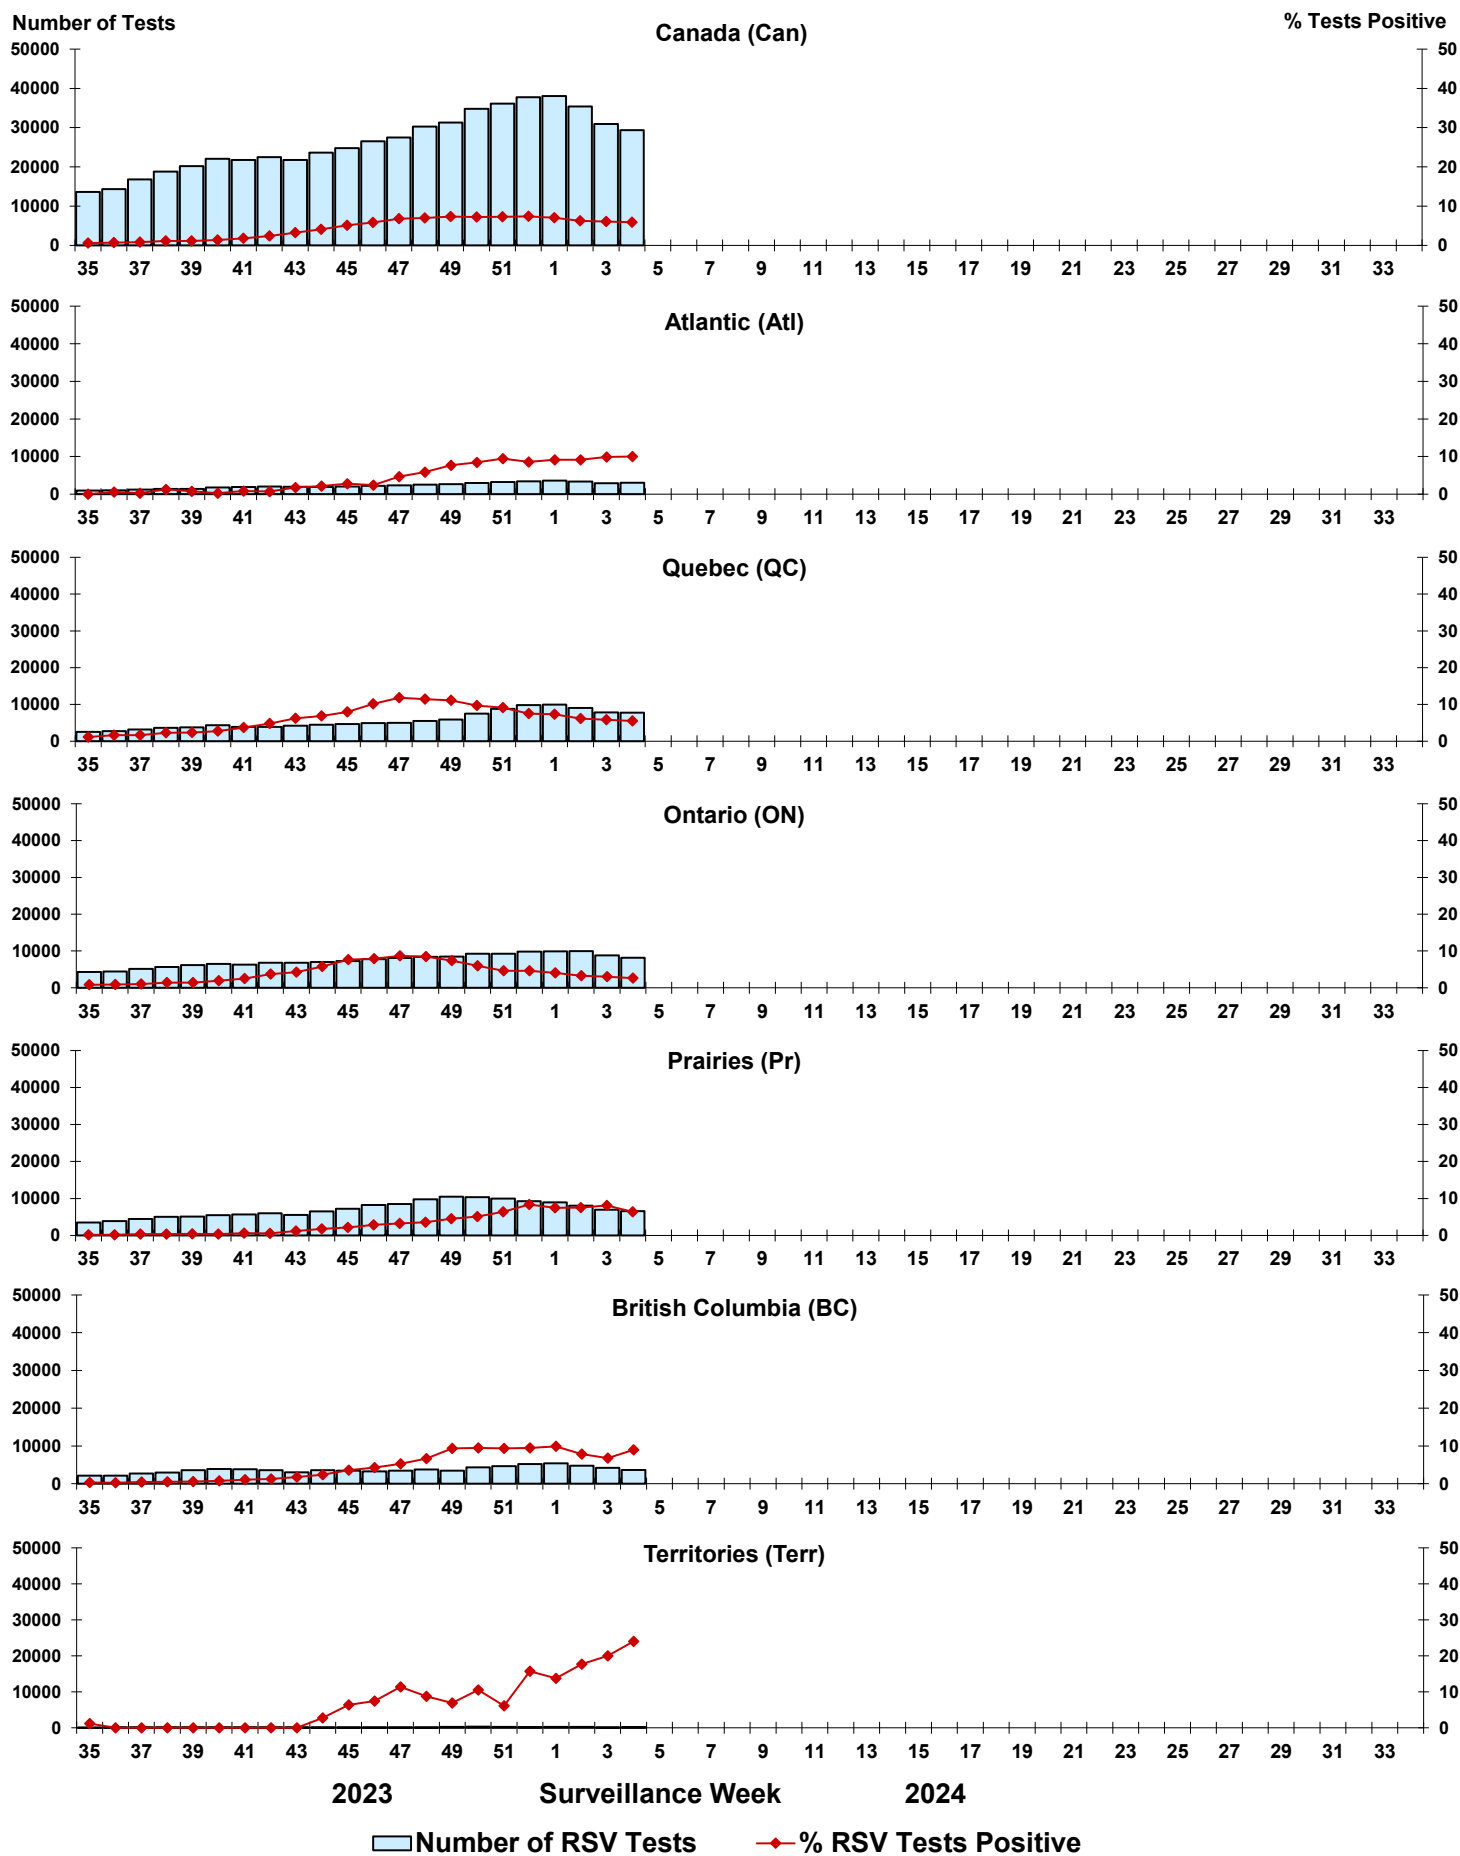 Number of Tests
Canada (Can)
% Tests Positive
50000 50
40000 40
30000 30
20000 20
10000 10
0 0
35 37 39 41 43 45 47 49 51 1 3 5 7 9 11 13 15 17 19 21 23 25 27 29 31 33
Atlantic (Atl)
50000 50
40000 40
30000 30
20000 20
10000 10
0 0
35 37 39 41 43 45 47 49 51 1 3 5 7 9 11 13 15 17 19 21 23 25 27 29 31 33
Quebec (QC)
50000 50
40000 40
30000 30
20000 20
10000 10
0 0
35 37 39 41 43 45 47 49 51 1 3 5 7 9 11 13 15 17 19 21 23 25 27 29 31 33
Ontario (ON)
50000 50
40000 40
30000 30
20000 20
10000 10
0 0
35 37 39 41 43 45 47 49 51 1 3 5 7 9 11 13 15 17 19 21 23 25 27 29 31 33
Prairies (Pr)
50000 50
40000 40
30000 30
20000 20
10000 10
0 0
35 37 39 41 43 45 47 49 51 1 3 5 7 9 11 13 15 17 19 21 23 25 27 29 31 33
British Columbia (BC)
50000 50
40000 40
30000 30
20000 20
10000 10
0 0
35 37 39 41 43 45 47 49 51 1 3 5 7 9 11 13 15 17 19 21 23 25 27 29 31 33
Territories (Terr)
50000 50
40000 40
30000 30
20000 20
10000 10
0 0
35 37 39 41 43 45 47 49 51 1 3 5 7 9 11 13 15 17 19 21 23 25 27 29 31 33
2023 Surveillance Week 2024
Number of RSV Tests % RSV Tests Positive